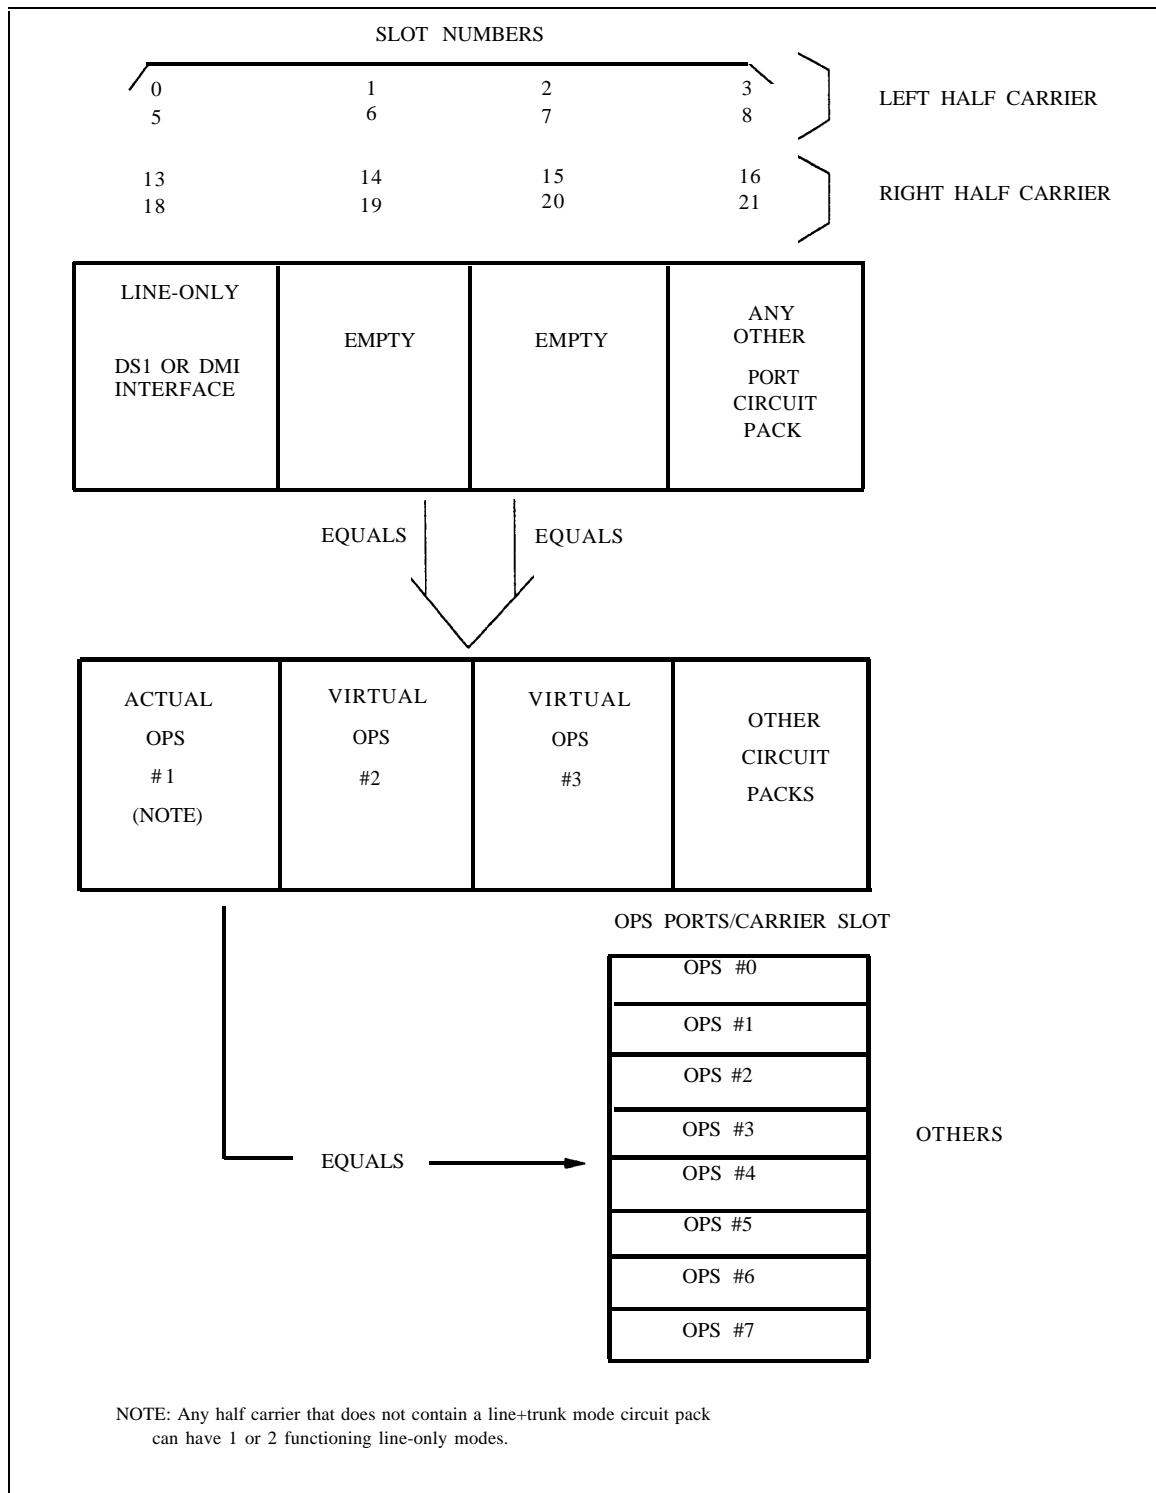 SLOT NUMBERS
0 1 2 3
5 6 7 8
LEFT HALF CARRIER
13 14 15 16
18 19 20 21
RIGHT HALF CARRIER
LINE-ONLY
DS1 OR DMI
INTERFACE
EMPTY
EMPTY
ANY
OTHER
PORT
CIRCUIT
PACK
EQUALS
EQUALS
ACTUAL
OPS
#1
(NOTE)
VIRTUAL
OPS
#2
VIRTUAL
OPS
#3
OTHER
CIRCUIT
PACKS
OPS PORTS/CARRIER SLOT
OPS #0
OPS #1
OPS #2
OPS #3
OPS #4
OPS #5
OPS #6
OPS #7
OTHERS
EQUALS
NOTE: Any half carrier that does not contain a line+trunk mode circuit pack
can have 1 or 2 functioning line-only modes.